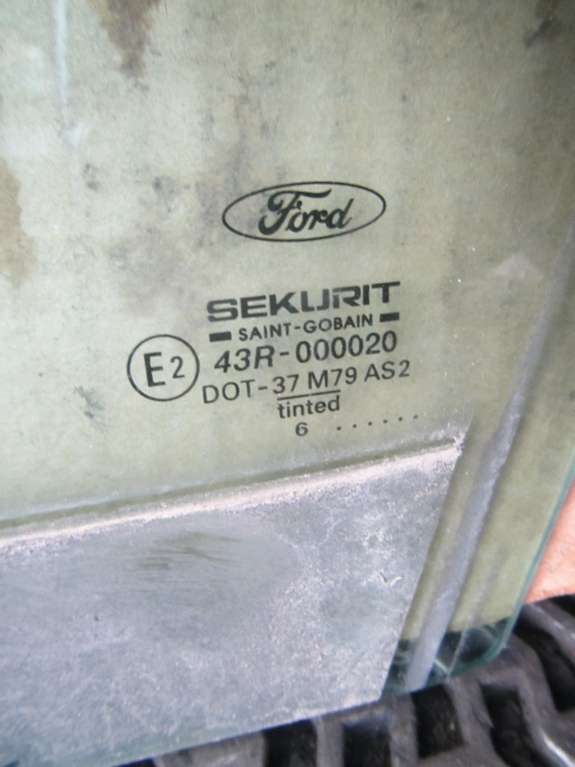 Ford
SEKURIT
SAINT-GOBAIN
E2 43R-000020
DOT-37 M79 AS2
tinted
6 ......